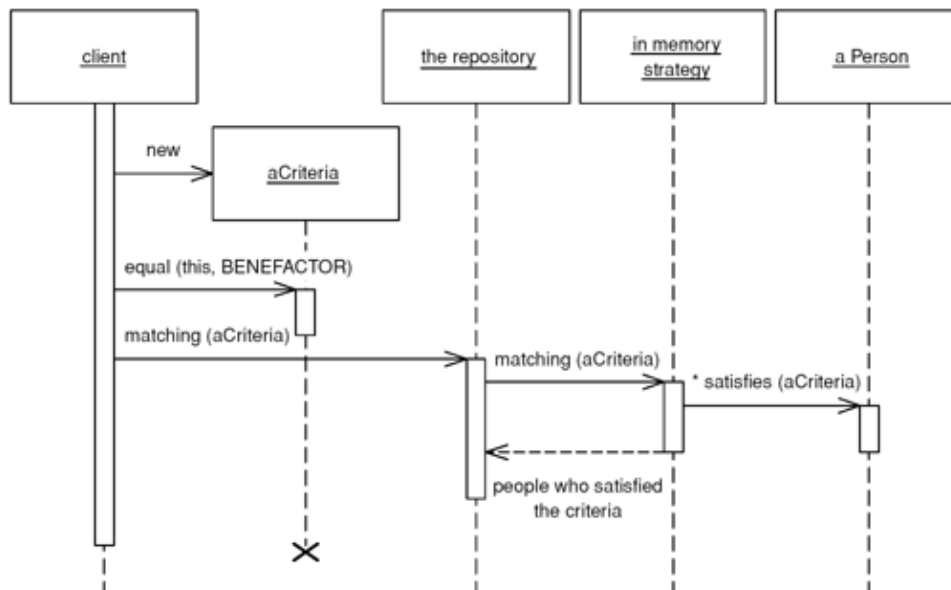 client
the repository
in memory
strategy
a Person
new
aCriteria
equal (this, BENEFACTOR)
matching (aCriteria)
matching (aCriteria)
* satisfies (aCriteria)
people who satisfied
the criteria